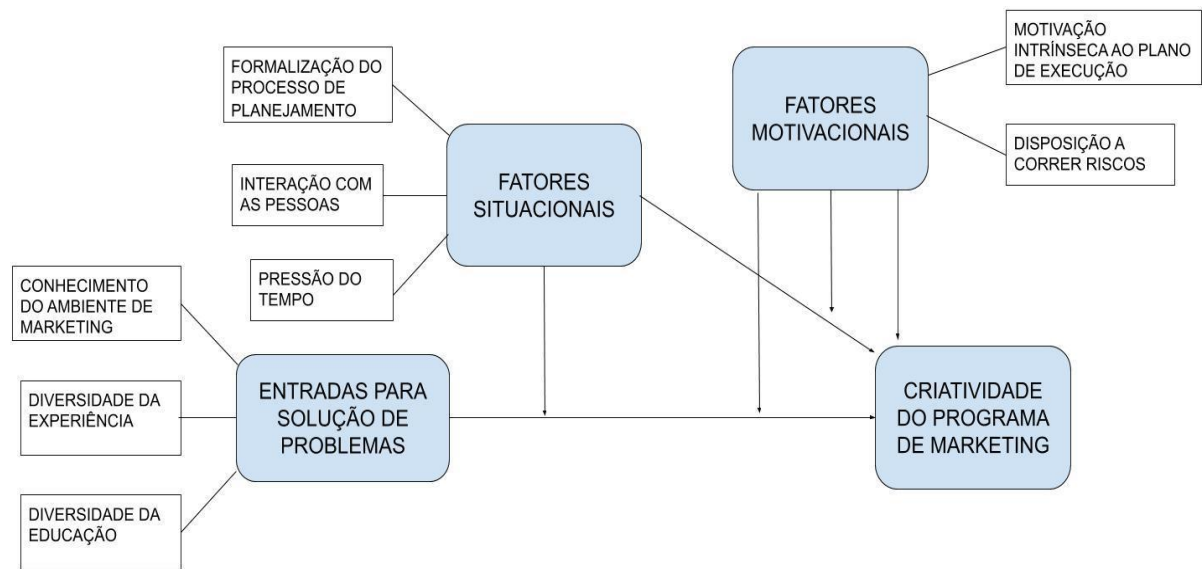 FORMALIZAÇÃO DO
PROCESSO DE
PLANEJAMENTO
INTERAÇÃO COM
AS PESSOAS
PRESSÃO DO
TEMPO
FATORES
SITUACIONAIS
FATORES
MOTIVACIONAIS
MOTIVAÇÃO
INTRÍNSECA AO PLANO
DE EXECUÇÃO
DISPOSIÇÃO A
CORRER RISCOS
CONHECIMENTO
DO AMBIENTE DE
MARKETING
DIVERSIDADE DA
EXPERIÊNCIA
DIVERSIDADE DA
EDUCAÇÃO
ENTRADAS PARA
SOLUÇÃO DE
PROBLEMAS
CRIATIVIDADE
DO PROGRAMA
DE MARKETING